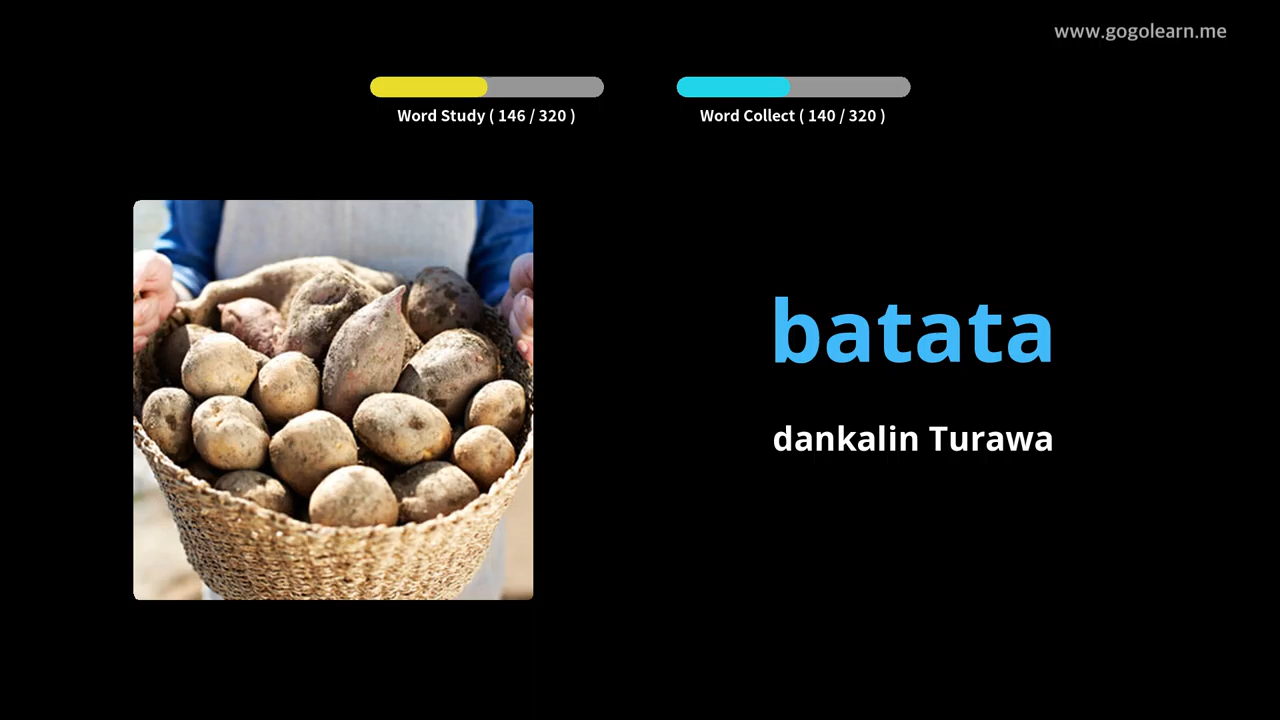 www.gogolearn.me
Word Study ( 146 / 320 )
Word Collect ( 140 / 320 )
batata
dankalin Turawa